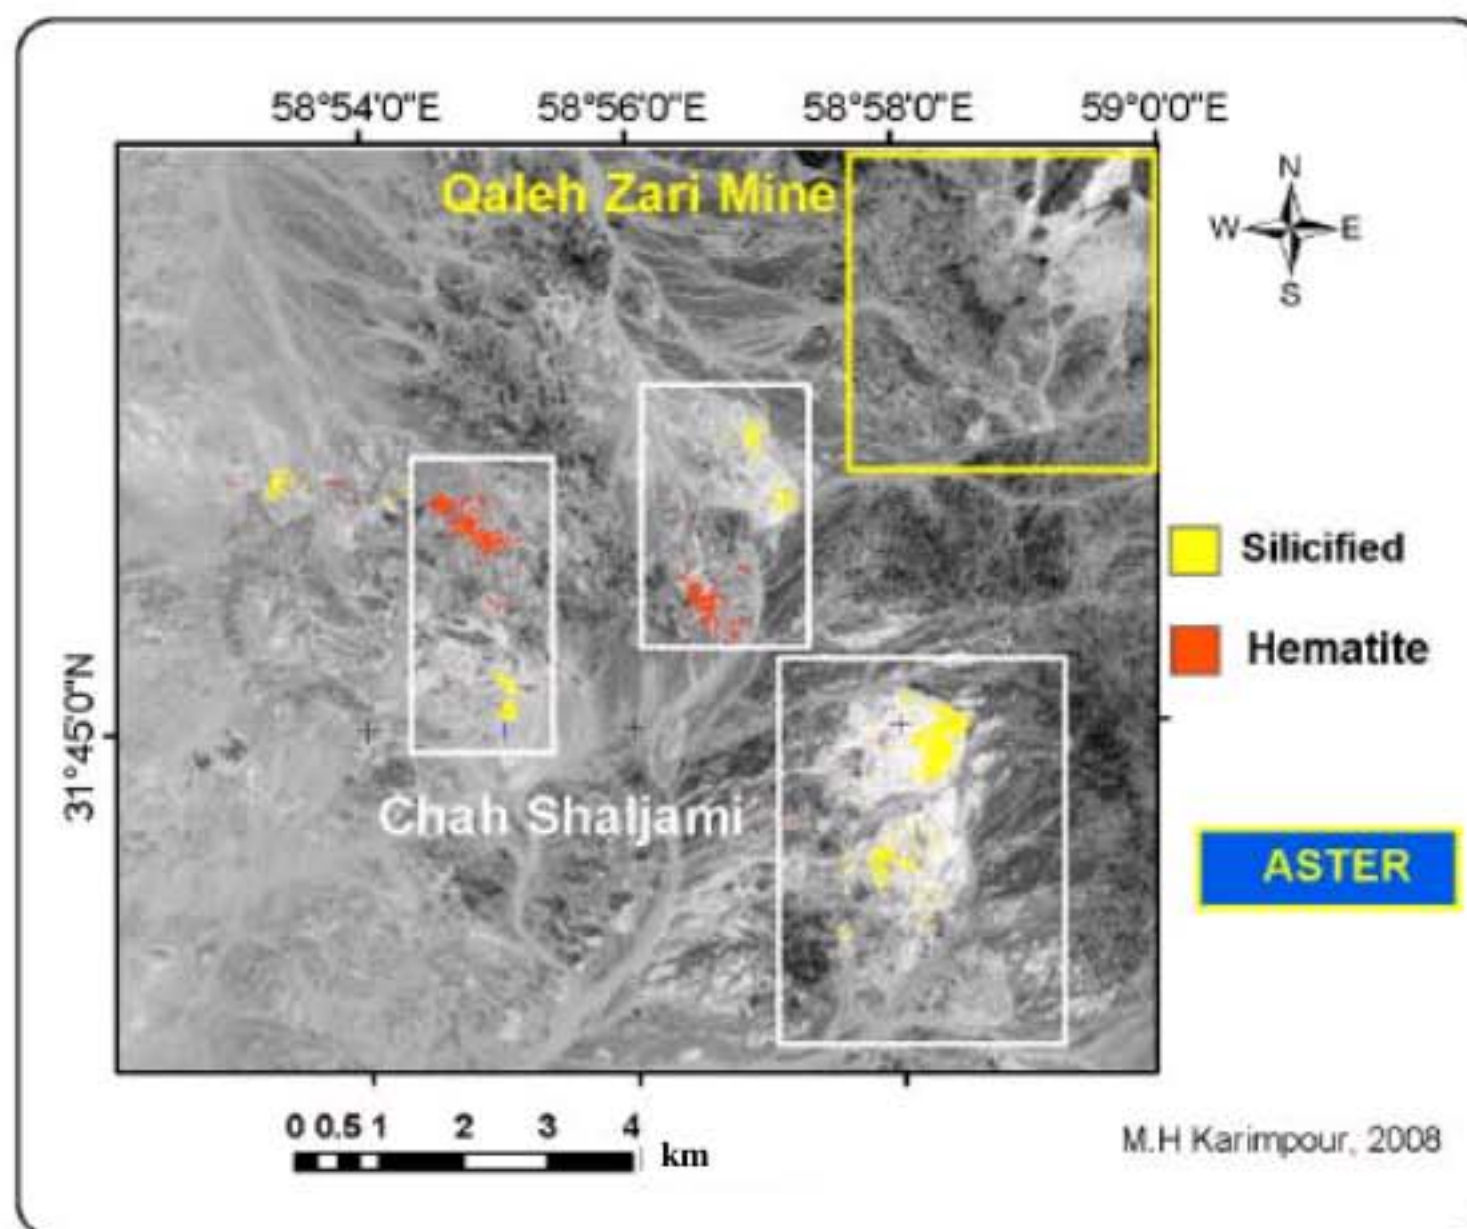 58°54'0"E 58°56'0"E 58°58'0"E 59°0'0"E
N
W E
S
Qaleh Zari Mine
Silicified
Hematite
31°45'0"N
Chah Shaljami
ASTER
0 0.5 1 2 3 4 km
M.H Karimpour, 2008